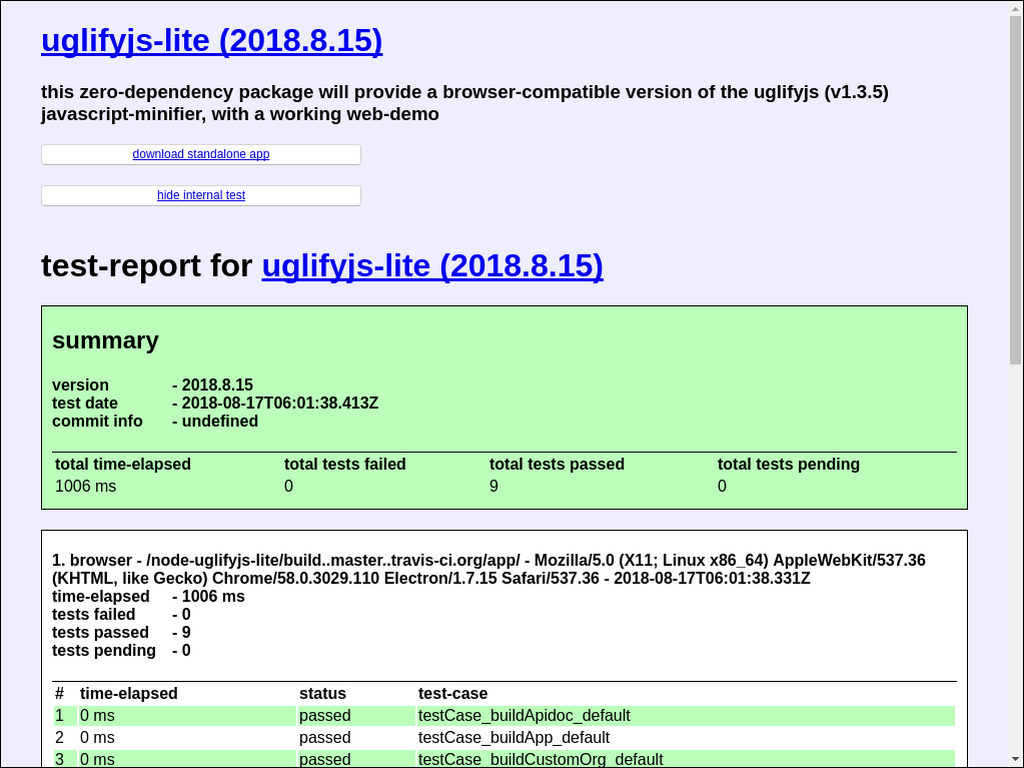 uglifyjs-lite (2018.8.15)
this zero-dependency package will provide a browser-compatible version of the uglifyjs (v1.3.5)
javascript-minifier, with a working web-demo
download standalone app
hide internal test
test-report for uglifyjs-lite (2018.8.15)
summary
version - 2018.8.15
test date - 2018-08-17T06:01:38.413Z
commit info - undefined
total time-elapsed total tests failed total tests passed total tests pending
1006 ms 0 9 0
1. browser - /node-uglifyjs-lite/build..master..travis-ci.org/app/ - Mozilla/5.0 (X11; Linux x86_64) AppleWebKit/537.36
(KHTML, like Gecko) Chrome/58.0.3029.110 Electron/1.7.15 Safari/537.36 - 2018-08-17T06:01:38.331Z
time-elapsed - 1006 ms
tests failed - 0
tests passed - 9
tests pending - 0
# time-elapsed status test-case
1 0 ms passed testCase_buildApidoc_default
2 0 ms passed testCase_buildApp_default
3 0 ms passed testCase_buildCustomOrg_default